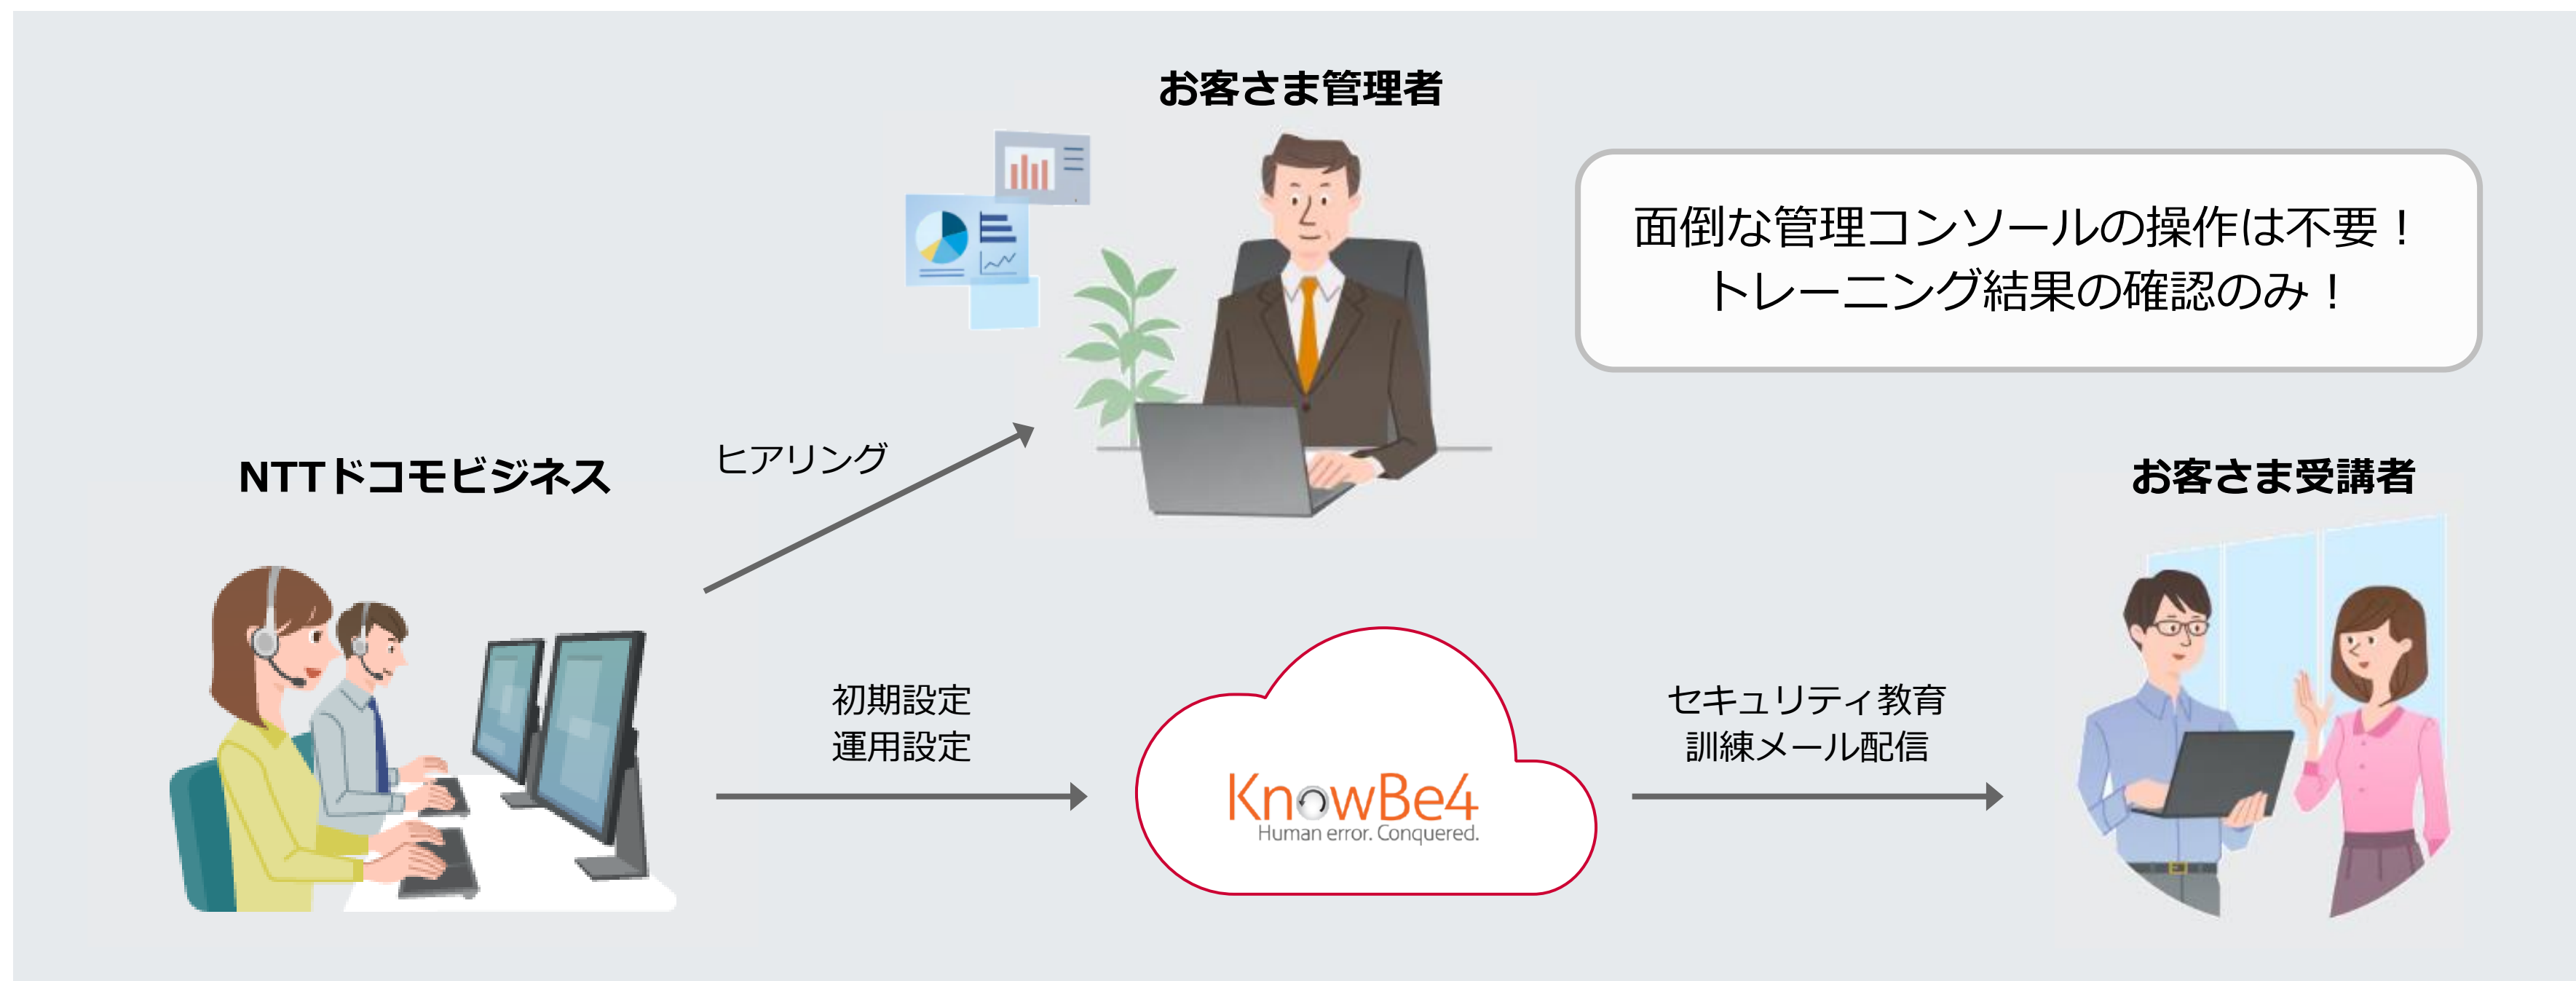 お客さま管理者
面倒な管理コンソールの操作は不要！
トレーニング結果の確認のみ！
ヒアリング
NTTドコモビジネス
お客さま受講者
初期設定
運用設定
セキュリティ教育
訓練メール配信
KnowBe4
Human error. Conquered.